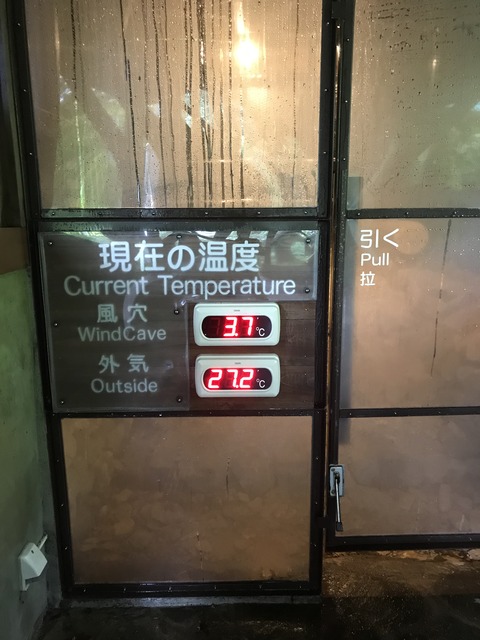 現在の温度
Current Temperature
風穴
WindCave
3.7℃
外気
Outside
27.2℃
引く
Pull
拉